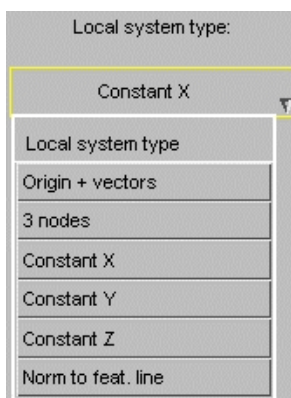 Local system type:
Constant X
Local system type
Origin + vectors
3 nodes
Constant X
Constant Y
Constant Z
Norm to feat. line